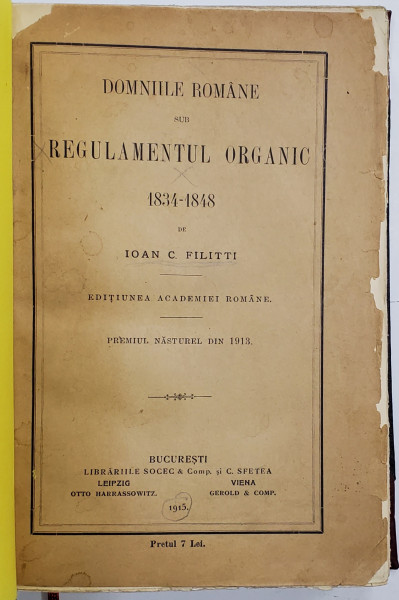 DOMNIILE ROMÂNE
SUB
REGULAMENTUL ORGANIC
1834-1848
DE
IOAN C. FILITTI
EDIȚIUNEA ACADEMIEI ROMÂNE.
PREMIUL NĂSTUREL DIN 1913.
BUCUREȘTI
LIBRĂRIILE SOCEC & Comp. și C. SFETEA
LEIPZIG VIENA
OTTO HARRASSOWITZ. GEROLD & COMP.
1915.
Prețul 7 Lei.